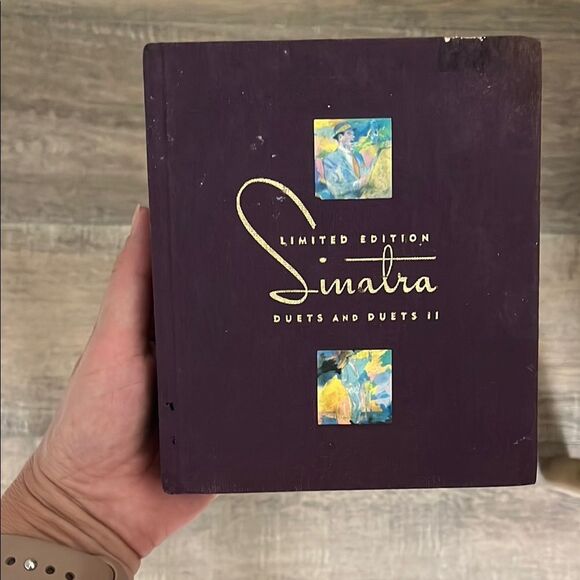 LIMITED EDITION
Sinatra
DUETS AND DUETS II